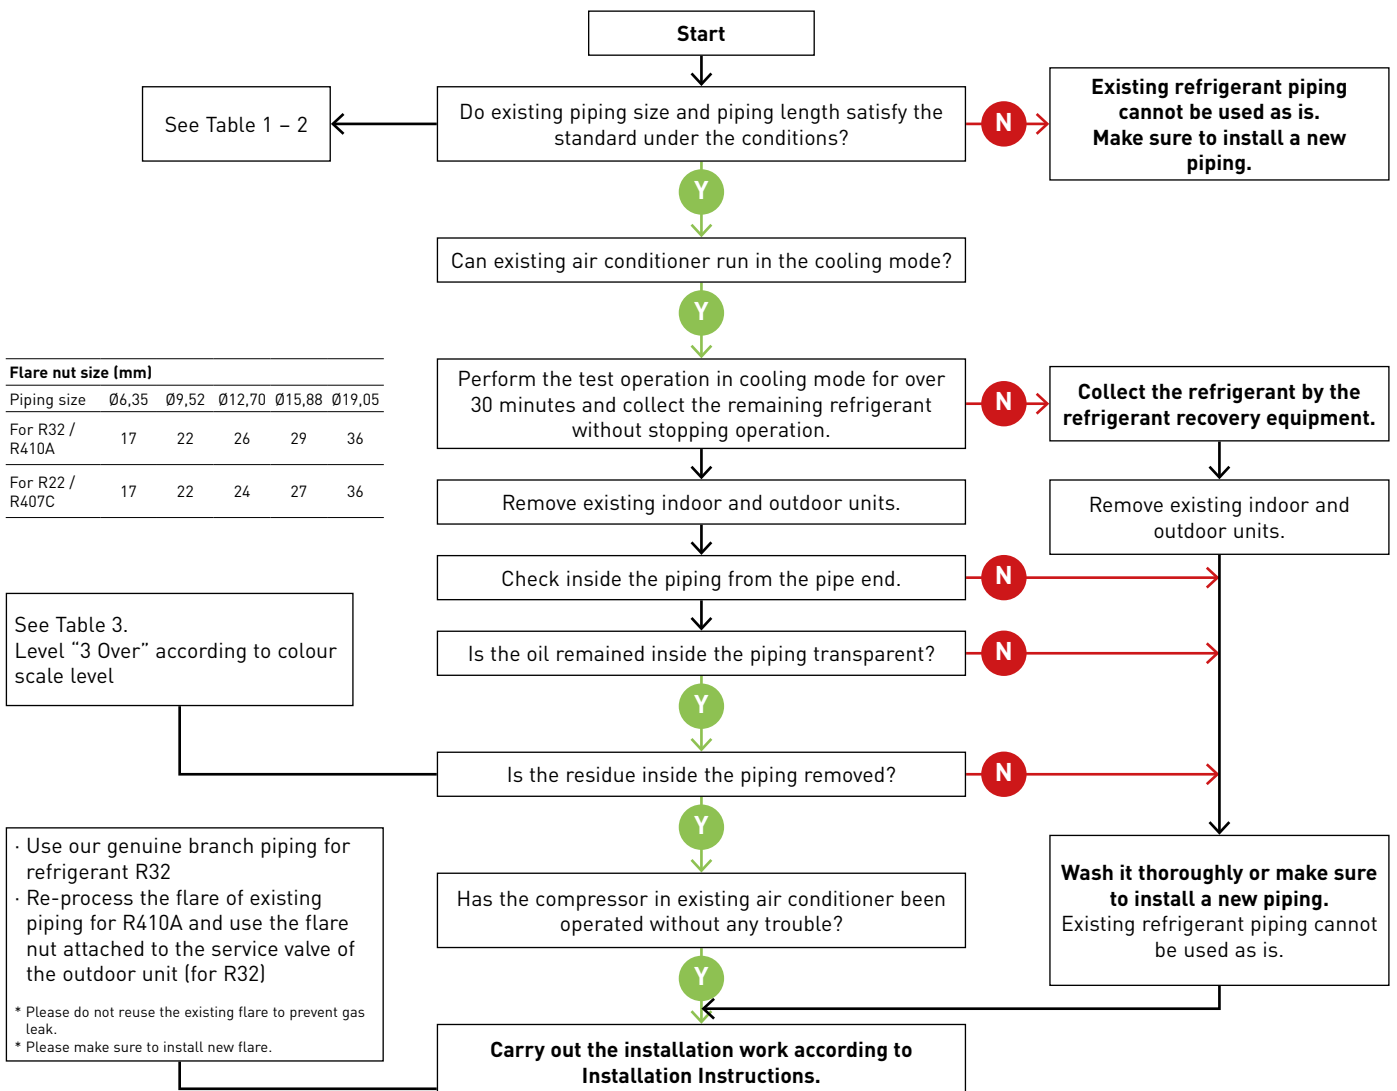 Start
See Table 1 – 2
Do existing piping size and piping length satisfy the
standard under the conditions?
N
Existing refrigerant piping
cannot be used as is.
Make sure to install a new
piping.
Y
Can existing air conditioner run in the cooling mode?
Y
Flare nut size (mm)
Piping size Ø6,35 Ø9,52 Ø12,70 Ø15,88 Ø19,05
For R32 /
R410A
17 22 26 29 36
For R22 /
R407C
17 22 24 27 36
Perform the test operation in cooling mode for over
30 minutes and collect the remaining refrigerant
without stopping operation.
N
Collect the refrigerant by the
refrigerant recovery equipment.
Remove existing indoor and outdoor units.
Remove existing indoor and
outdoor units.
Check inside the piping from the pipe end.
N
See Table 3.
Level “3 Over” according to colour
scale level
Is the oil remained inside the piping transparent?
N
Y
Is the residue inside the piping removed?
N
Y
· Use our genuine branch piping for
refrigerant R32
· Re-process the flare of existing
piping for R410A and use the flare
nut attached to the service valve of
the outdoor unit (for R32)
* Please do not reuse the existing flare to prevent gas
leak.
* Please make sure to install new flare.
Has the compressor in existing air conditioner been
operated without any trouble?
Wash it thoroughly or make sure
to install a new piping.
Existing refrigerant piping cannot
be used as is.
Y
Carry out the installation work according to
Installation Instructions.